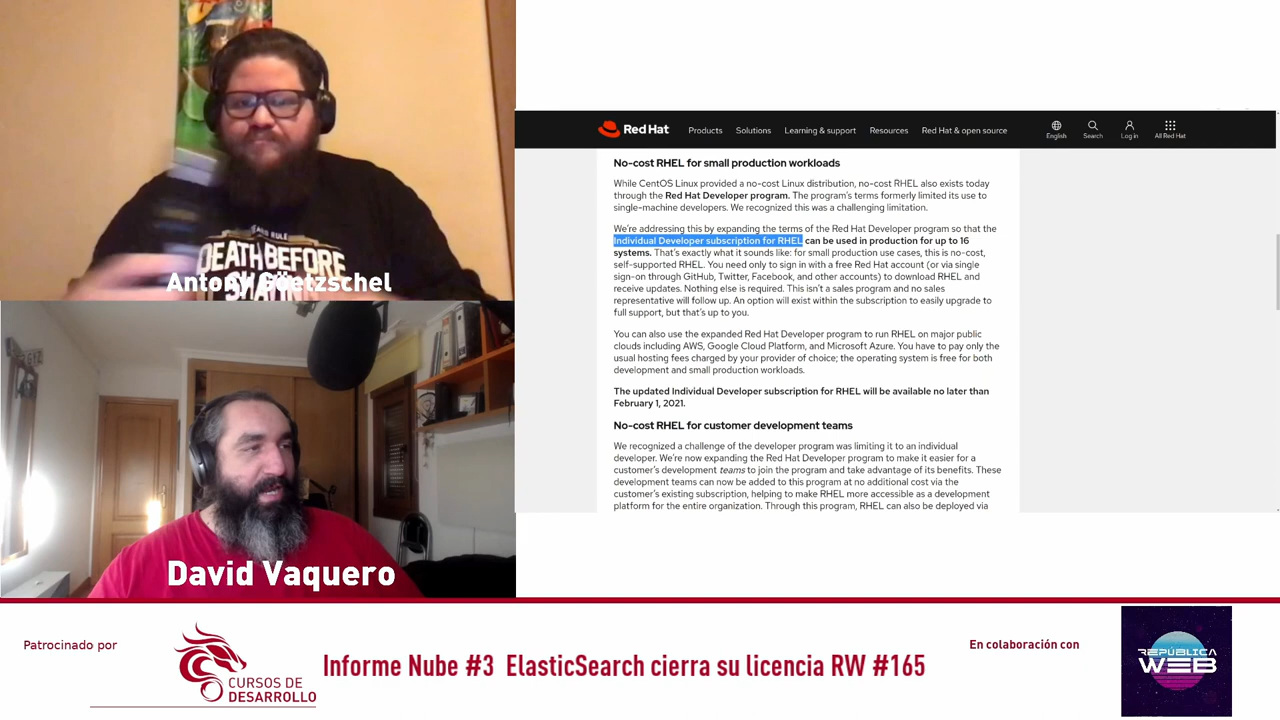 DEATH BEFORE
Antony Göetzschel
David Vaquero
Red Hat
Products
Solutions
Learning & support
Resources
Red Hat & open source
English
Search
Log in
All Red Hat
No-cost RHEL for small production workloads
While CentOS Linux provided a no-cost Linux distribution, no-cost RHEL also exists today
through the Red Hat Developer program. The program's terms formerly limited its use to
single-machine developers. We recognized this was a challenging limitation.
We're addressing this by expanding the terms of the Red Hat Developer program so that the
Individual Developer subscription for RHEL can be used in production for up to 16
systems. That's exactly what it sounds like: for small production use cases, this is no-cost,
self-supported RHEL. You need only to sign in with a free Red Hat account (or via single
sign-on through GitHub, Twitter, Facebook, and other accounts) to download RHEL and
receive updates. Nothing else is required. This isn't a sales program and no sales
representative will follow up. An option will exist within the subscription to easily upgrade to
full support, but that's up to you.
You can also use the expanded Red Hat Developer program to run RHEL on major public
clouds including AWS, Google Cloud Platform, and Microsoft Azure. You have to pay only the
usual hosting fees charged by your provider of choice; the operating system is free for both
development and small production workloads.
The updated Individual Developer subscription for RHEL will be available no later than
February 1, 2021.
No-cost RHEL for customer development teams
We recognized a challenge of the developer program was limiting it to an individual
developer. We're now expanding the Red Hat Developer program to make it easier for a
customer's development teams to join the program and take advantage of its benefits. These
development teams can now be added to this program at no additional cost via the
customer's existing subscription, helping to make RHEL more accessible as a development
platform for the entire organization. Through this program, RHEL can also be deployed via
Patrocinado por
CURSOS DE
DESARROLLO
Informe Nube #3 ElasticSearch cierra su licencia RW #165
En colaboración con
REPÚBLICA
WEB